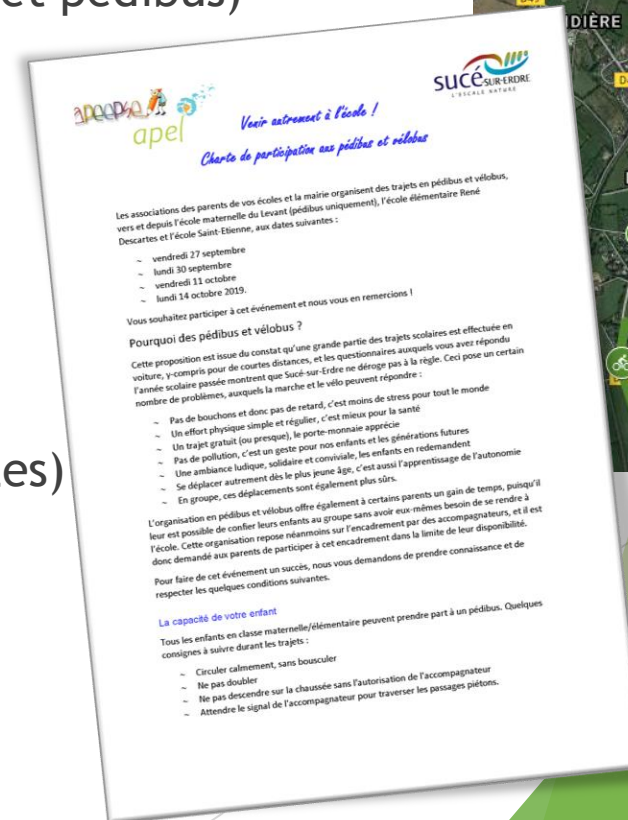 et pédibus)
DIÈRE
apeepse
apel
SUCÉ SUR-ERDRE
L'ESCALE NATURE
Venir autrement à l'école !
Charte de participation aux pédibus et vélobus
Les associations des parents de vos écoles et la mairie organisent des trajets en pédibus et vélobus,
vers et depuis l'école maternelle du Levant (pédibus uniquement), l'école élémentaire René
Descartes et l'école Saint-Etienne, aux dates suivantes :
~ vendredi 27 septembre
~ lundi 30 septembre
~ vendredi 11 octobre
~ lundi 14 octobre 2019.
Vous souhaitez participer à cet événement et nous vous en remercions !
Pourquoi des pédibus et vélobus ?
Cette proposition est issue du constat qu'une grande partie des trajets scolaires est effectuée en
voiture, y-compris pour de courtes distances, et les questionnaires auxquels vous avez répondu
l'année scolaire passée montrent que Sucé-sur-Erdre ne déroge pas à la règle. Ceci pose un certain
nombre de problèmes, auxquels la marche et le vélo peuvent répondre :
~ Pas de bouchons et donc pas de retard, c'est moins de stress pour tout le monde
~ Un effort physique simple et régulier, c'est mieux pour la santé
~ Un trajet gratuit (ou presque), le porte-monnaie apprécie
~ Pas de pollution, c'est un geste pour nos enfants et les générations futures
~ Une ambiance ludique, solidaire et conviviale, les enfants en redemandent
~ Se déplacer autrement dès le plus jeune âge, c'est aussi l'apprentissage de l'autonomie
~ En groupe, ces déplacements sont également plus sûrs.
es)
L'organisation en pédibus et vélobus offre également à certains parents un gain de temps, puisqu'il
leur est possible de confier leurs enfants au groupe sans avoir eux-mêmes besoin de se rendre à
l'école. Cette organisation repose néanmoins sur l'encadrement par des accompagnateurs, et il est
donc demandé aux parents de participer à cet encadrement dans la limite de leur disponibilité.
Pour faire de cet événement un succès, nous vous demandons de prendre connaissance et de
respecter les quelques conditions suivantes.
La capacité de votre enfant
Tous les enfants en classe maternelle/élémentaire peuvent prendre part à un pédibus. Quelques
consignes à suivre durant les trajets :
~ Circuler calmement, sans bousculer
~ Ne pas doubler
~ Ne pas descendre sur la chaussée sans l'autorisation de l'accompagnateur
~ Attendre le signal de l'accompagnateur pour traverser les passages piétons.